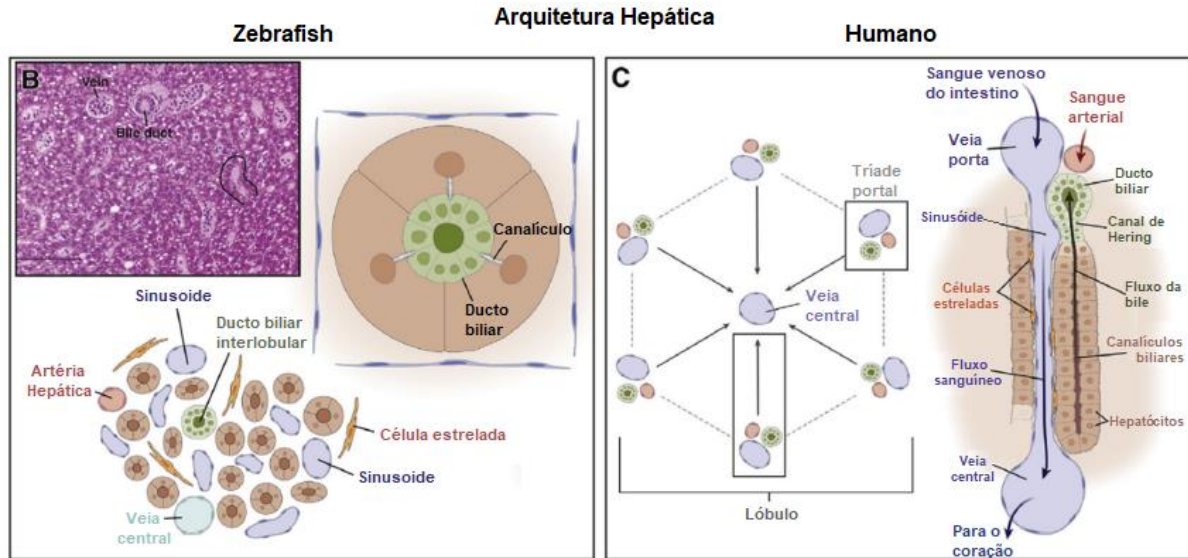 Arquitetura Hepática
Zebrafish
Humano
B
Vein
Bile duct
Canalículo
Ducto
biliar
Sinusoide
Ducto biliar
interlobular
Artéria
Hepática
Célula estrelada
Sinusoide
Veia
central
C
Sangue venoso
do intestino
Sangue
arterial
Veia
porta
Tríade
portal
Ducto
biliar
Sinusóide
Canal de
Hering
Células
estreladas
Fluxo da
bile
Veia
central
Canalículos
biliares
Fluxo
sanguíneo
Hepatócitos
Veia
central
Lóbulo
Para o
coração